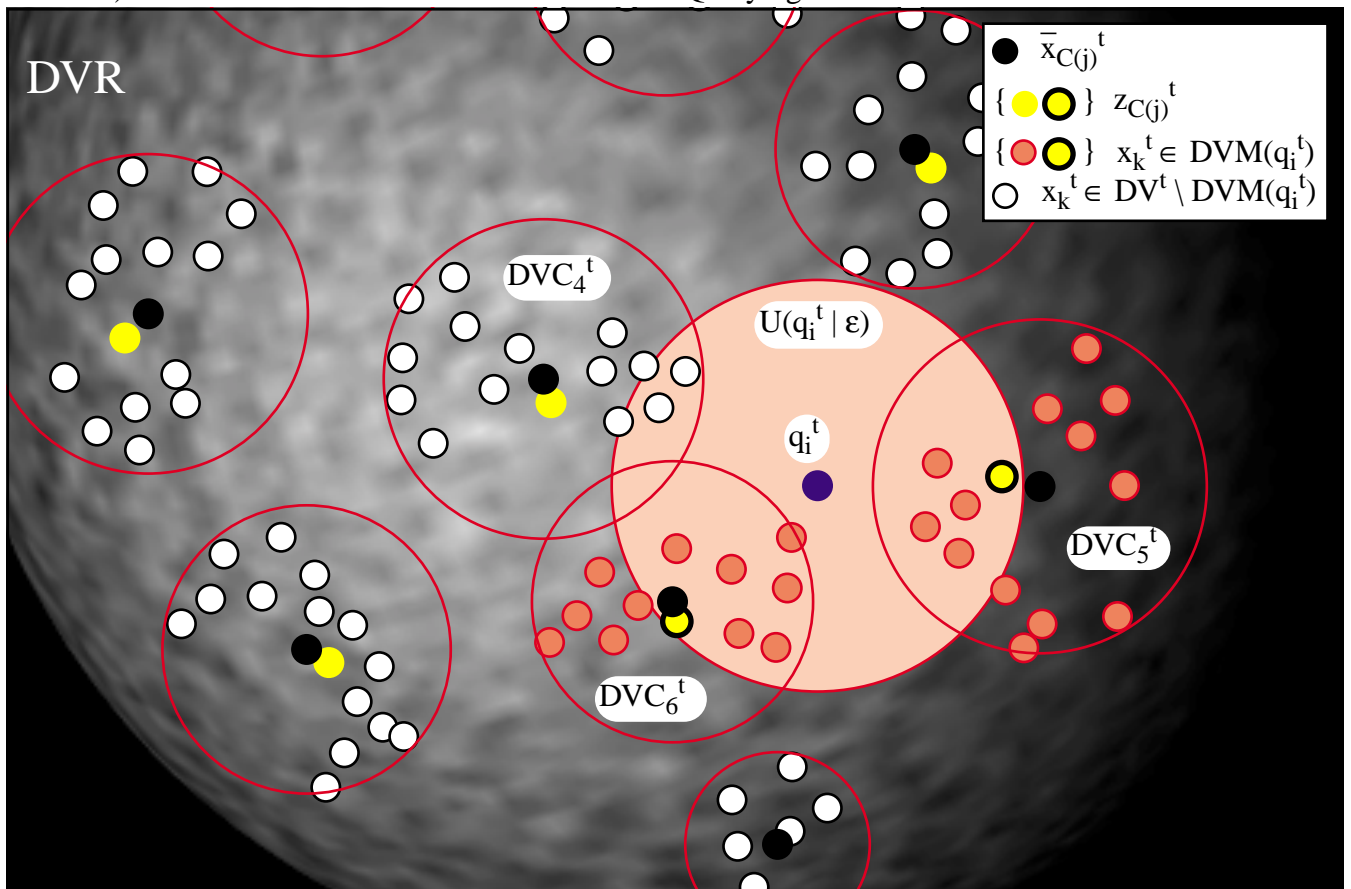 DVR
x̄C(j)t
{ } zC(j)t
{ } xkt ∈ DVM(qit)
xkt ∈ DVt \ DVM(qit)
DVC4t
U(qit | ε)
qit
DVC5t
DVC6t